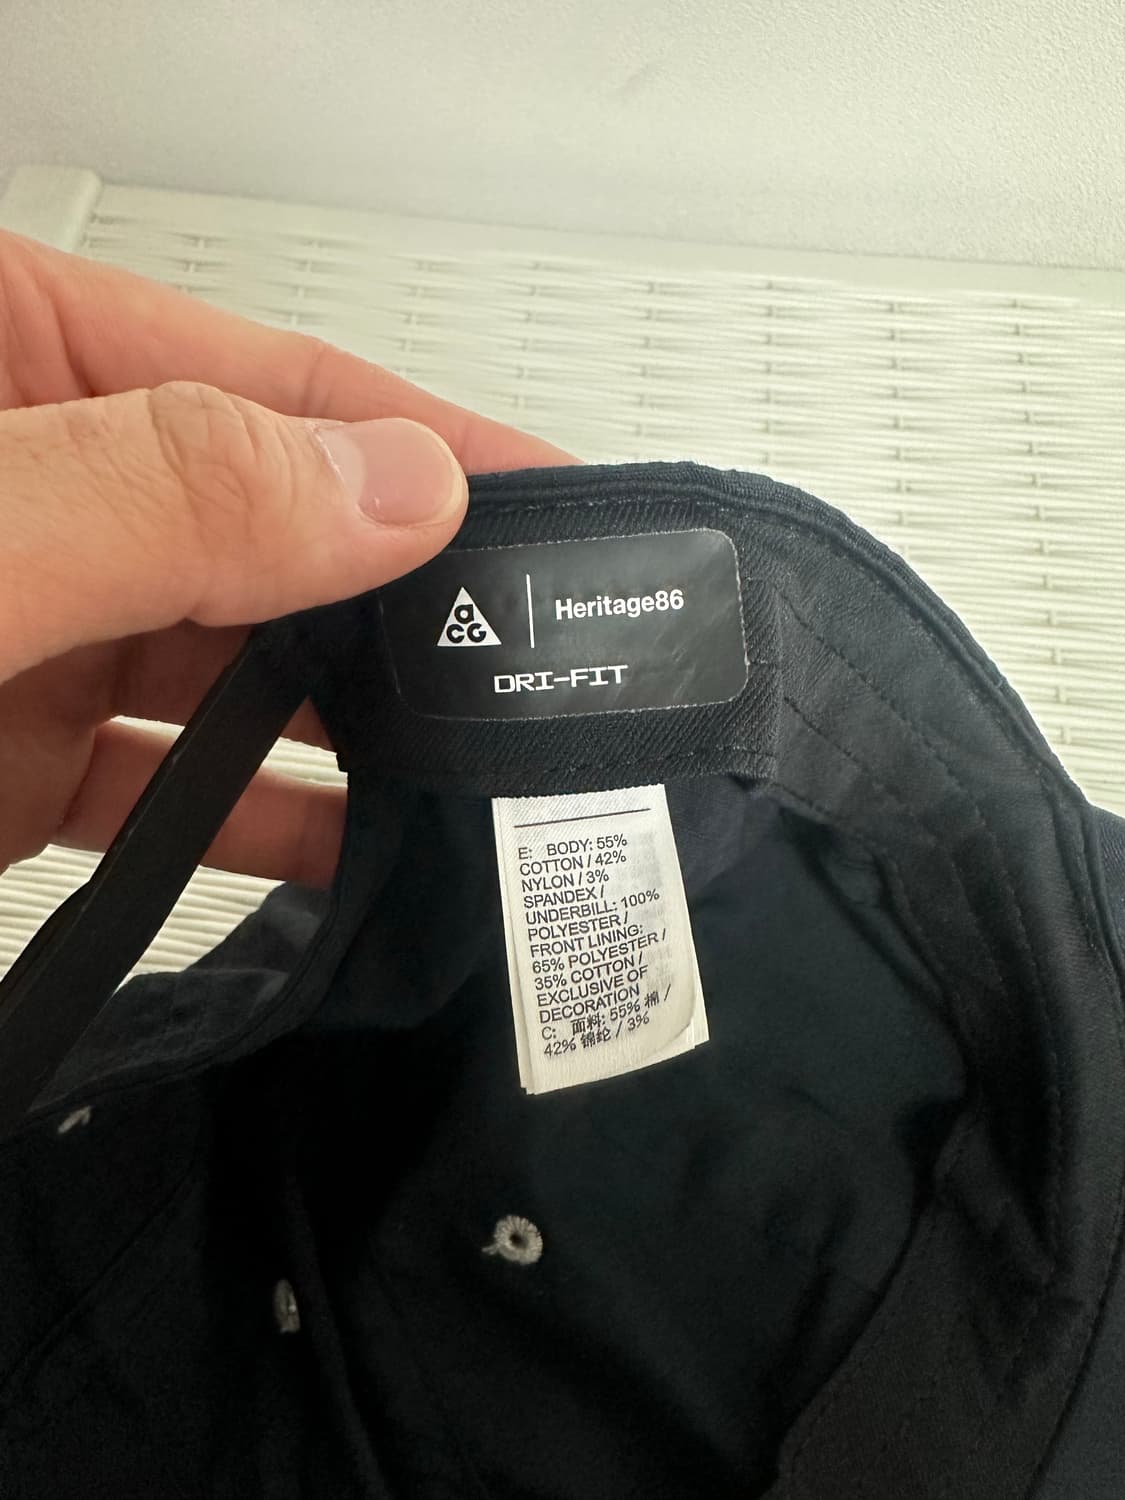 aCG
Heritage86
DRI-FIT
E: BODY: 55%
COTTON / 42%
NYLON / 3%
SPANDEX /
UNDERBILL: 100%
POLYESTER /
FRONT LINING:
65% POLYESTER /
35% COTTON /
EXCLUSIVE OF
DECORATION
C: 面料: 55% 棉 /
42% 锦纶 / 3%